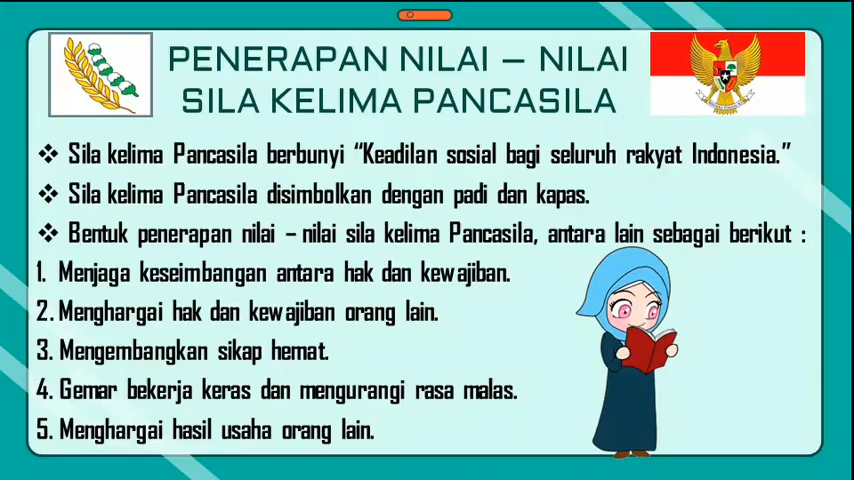 PENERAPAN NILAI – NILAI
SILA KELIMA PANCASILA
❖ Sila kelima Pancasila berbunyi “Keadilan sosial bagi seluruh rakyat Indonesia.”
❖ Sila kelima Pancasila disimbolkan dengan padi dan kapas.
❖ Bentuk penerapan nilai – nilai sila kelima Pancasila, antara lain sebagai berikut :
1. Menjaga keseimbangan antara hak dan kewajiban.
2. Menghargai hak dan kewajiban orang lain.
3. Mengembangkan sikap hemat.
4. Gemar bekerja keras dan mengurangi rasa malas.
5. Menghargai hasil usaha orang lain.